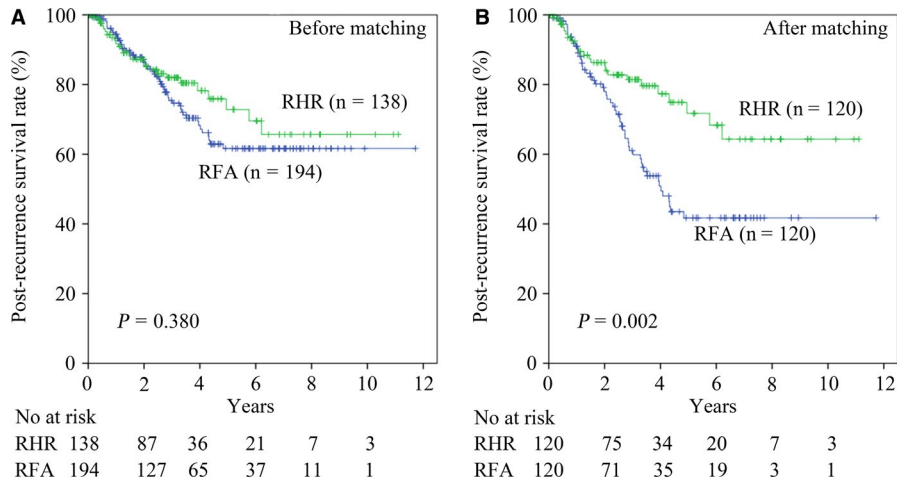 A
Before matching
Post-recurrence survival rate (%)
100
80
60
40
20
0
RHR (n = 138)
RFA (n = 194)
P = 0.380
0 2 4 6 8 10 12
Years
No at risk
RHR 138 87 36 21 7 3
RFA 194 127 65 37 11 1
B
After matching
Post-recurrence survival rate (%)
100
80
60
40
20
0
RHR (n = 120)
RFA (n = 120)
P = 0.002
0 2 4 6 8 10 12
Years
No at risk
RHR 120 75 34 20 7 3
RFA 120 71 35 19 3 1